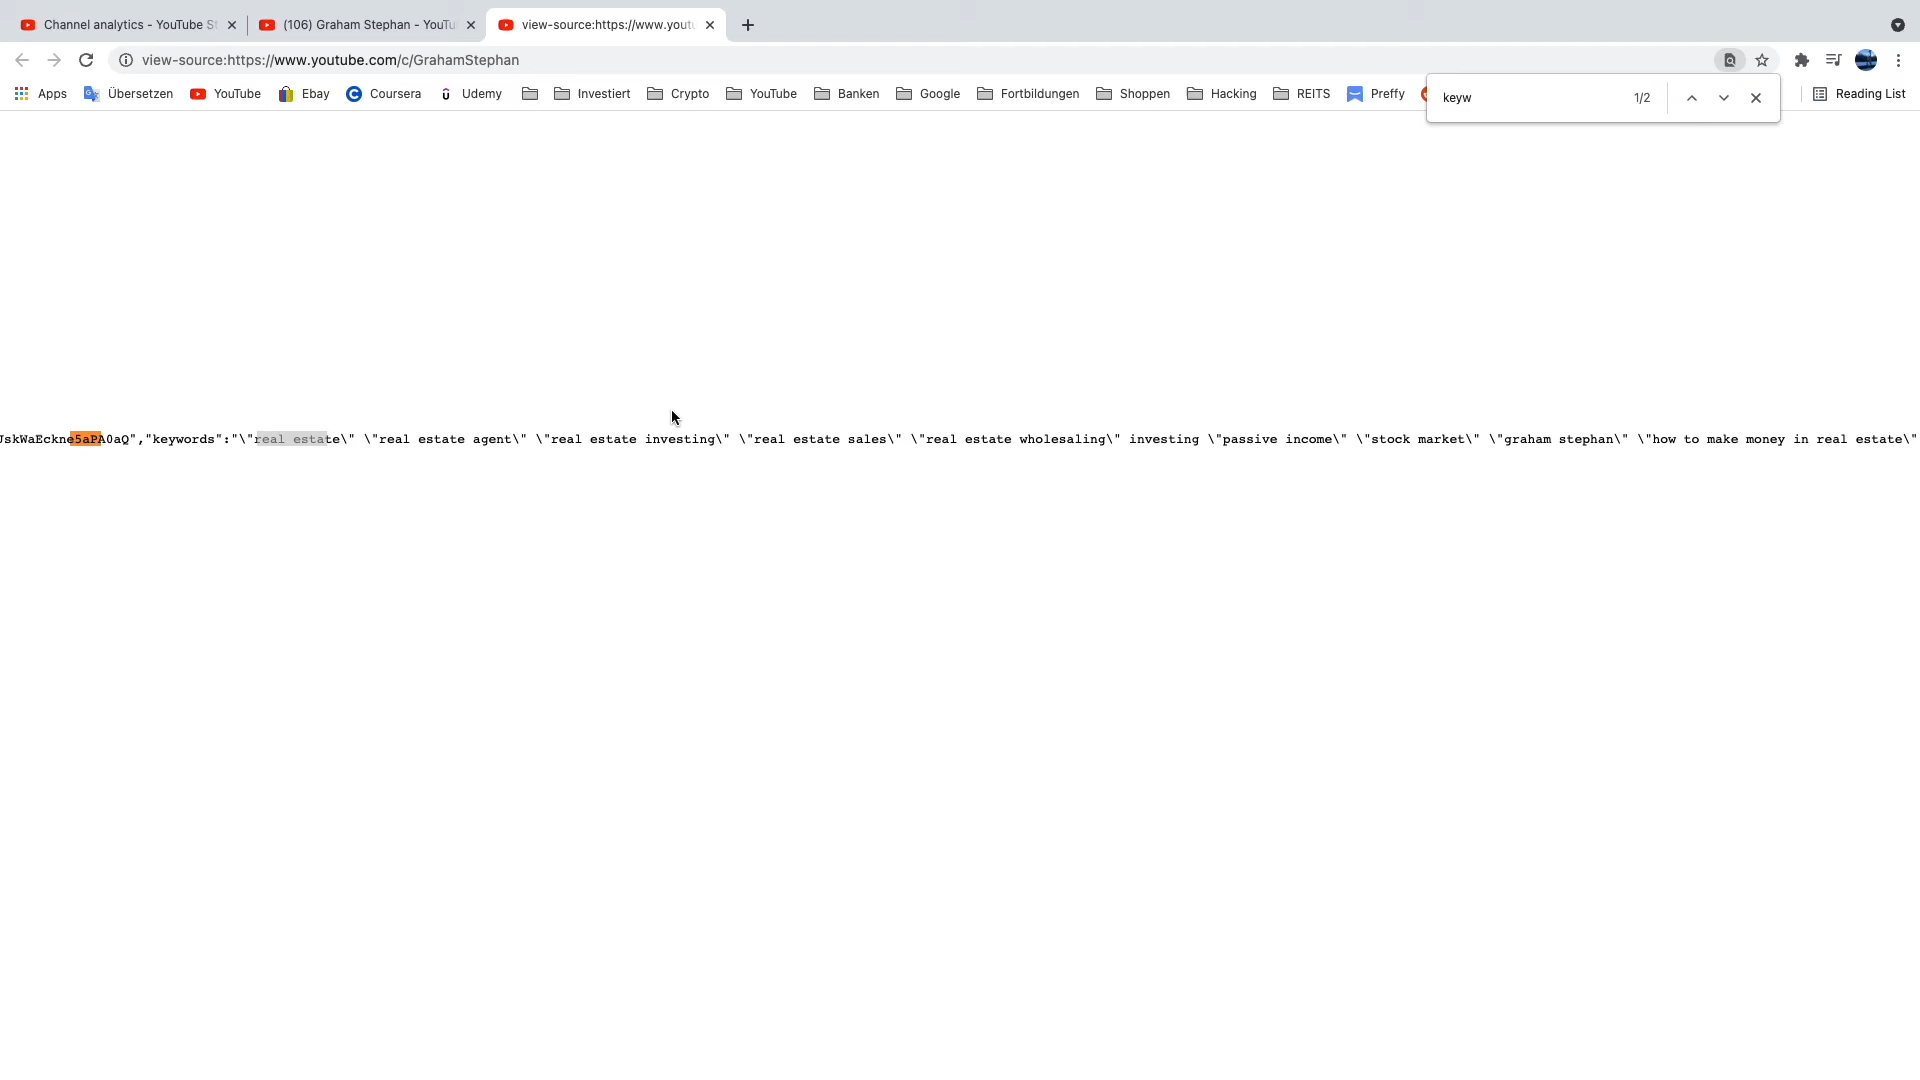 Channel analytics - YouTube S
(106) Graham Stephan - YouTu
view-source:https://www.yout
view-source:https://www.youtube.com/c/GrahamStephan
Apps Übersetzen YouTube Ebay Coursera Udemy Investiert Crypto YouTube Banken Google Fortbildungen Shoppen Hacking REITS Preffy Reading List
keyw 1/2
JskWaEckne5aPA0aQ","keywords":"\"real estate\" \"real estate agent\" \"real estate investing\" \"real estate sales\" \"real estate wholesaling\" investing \"passive income\" \"stock market\" \"graham stephan\" \"how to make money in real estate\"